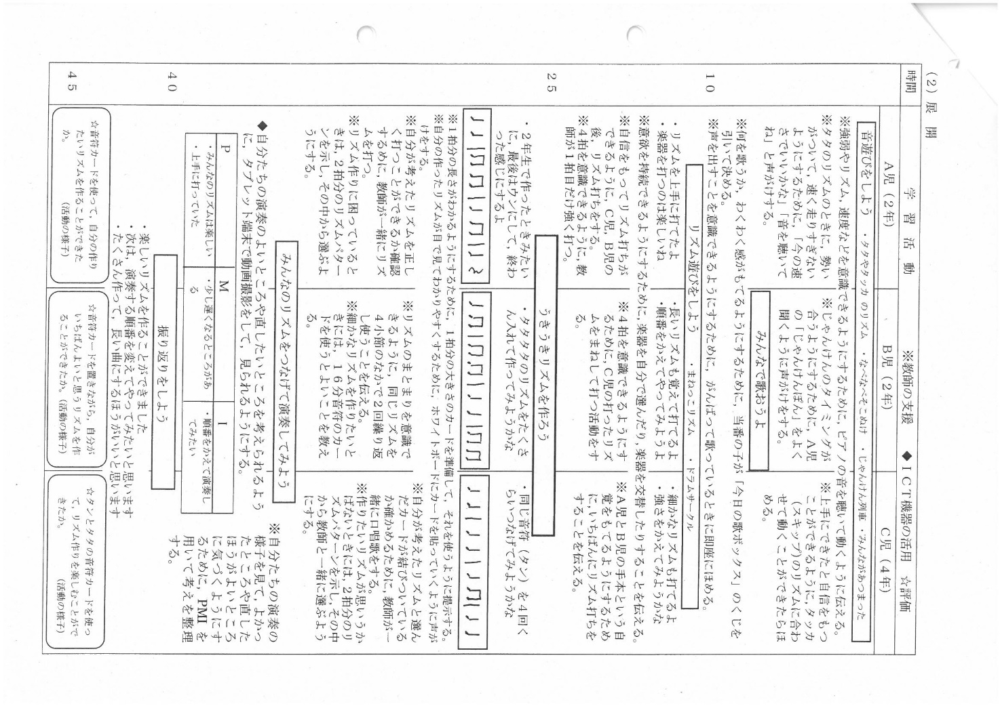 （２）展　開
時間　学　習　活　動　※教師の支援　◆ＩＣＴ機器の活用　☆評価
Ａ児（２年）　Ｂ児（２年）　Ｃ児（４年）
音遊びをしよう　・タタやタッカ のリズム　・なべなべそこぬけ　・じゃんけん列車　・みんながあつまった
※強弱やリズム，速度などを意識できるようにするために，ピアノの音を聴いて動くように伝える。
※タタのリズムのときに，勢い
がついて，速く走りすぎない
ようにするために，「今の速
さでいいかな」「音を聴いて
ね」と声がけする。
※じゃんけんのタイミングが
合うようにするために，Ａ児
の「じゃんけんぽん」をよく
聞くように声がけをする。
※上手にできたと自信をもつ
ことができるように，タッカ
（スキップ）のリズムに合わ
せて動くことができたらほ
める。
みんなで歌おうよ
※何を歌うか，わくわく感がもてるようにするために，当番の子が「今日の歌ボックス」のくじを
引いて決める。
※声を出すことを意識できるようにするために，がんばって歌っているときに即座にほめる。
１０
リズム遊びをしよう　・まねっこリズム　・ドラムサークル
・リズムを上手に打てたよ
・楽器を打つのは楽しいね
・長いリズムも覚えて打てるよ
・順番をかえてやってみようよ
・細かなリズムも打てるよ
・強さをかえてみようかな
※意欲を持続できるようにするために，楽器を自分で選んだり，楽器を交替したりすることを伝える。
※自信をもってリズム打ちが
できるように，Ｃ児，Ｂ児の
後，リズム打ちをする。
※４拍を意識できるように，教
師が１拍目だけ強く打つ。
※４拍を意識できるようにす
るために，Ｃ児の打ったリズ
ムをまねして打つ活動をす
る。
※Ａ児とＢ児の手本という自
覚をもてるようにするため
に，いちばんにリズム打ちを
することを伝える。
２５
うきうきリズムを作ろう
・２年生で作ったときみたい
に，最後はウンにして，終わ
った感じにするよ
・タタタタのリズムをたくさ
ん入れて作ってみようかな
・同じ音符（タン）を４回く
らいつなげてみようかな
※１拍分の長さがわかるようにするために，１拍分の大きさのカードを準備して，それを使うように提示する。
※自分の作ったリズムが目で見てわかりやすくするために，ホワイトボードにカードを貼っていくように声が
けをする。
※自分が考えたリズムを正し
く打つことができるか確認
するために，教師が一緒にリズ
ムを打つ。
※リズム作りに困っていると
きは，２拍分のリズムパター
ンを示し，その中から選ぶよ
うにする。
※リズムのまとまりを意識で
きるように，同じリズムを
４小節のなかで２回繰り返
し使うことを伝える。
※細かなリズムを作りたいと
きには，１６分音符のカー
ドを使うとよいことを教え
る。
※自分が考えたリズムと選ん
だカードが結びついている
か確かめるために，教師が一
緒に口唱歌をする。
※作りたいリズムが思いうか
ばないときには，２拍分のリ
ズムパターンを示し，その中
から教師と一緒に選ぶよう
にする。
みんなのリズムをつなげて演奏してみよう
◆自分たちの演奏のよいところや直したいところを考えられるよう
に，タブレット端末で動画撮影をして，見られるようにする。
Ｐ　Ｍ　Ｉ
・みんなのリズムは楽しい
・上手に打っていた
・少し遅くなるところがあ
る
・順番をかえて演奏し
てみたい
※自分たちの演奏の
様子を見て，よかっ
たところや直した
ほうがよいところ
に気づくようにす
るために，PMI を
用いて考えを整理
する。
４０
振り返りをしよう
・楽しいリズムを作ることができました
・次は，演奏する順番を変えてやってみたいと思います
・たくさん作って，長い曲にするほうがいいと思います
４５
☆音符カードを使って，自分の作り
たいリズムを作ることができた
か。　（活動の様子）
☆音符カードを置きながら，自分が
いちばんよいと思うリズムを作
ることができたか。（活動の様子）
☆タンとタタの音符カードを使っ
て，リズム作りを楽しむことがで
きたか。　（活動の様子）